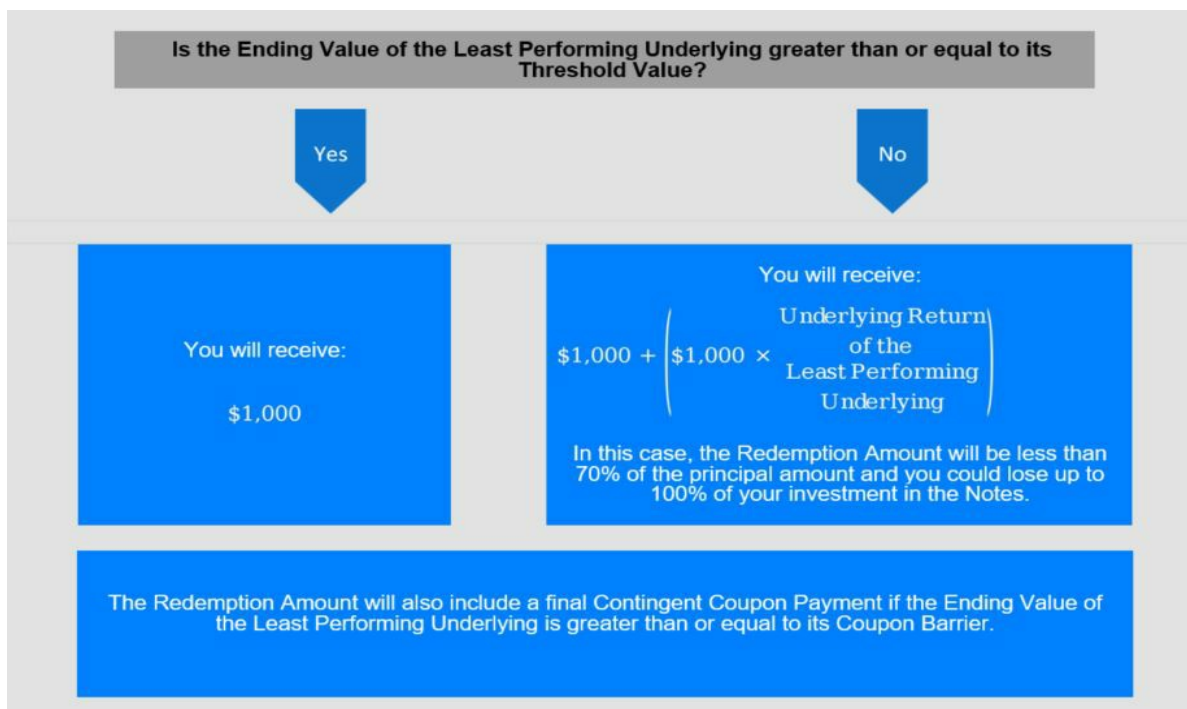 Is the Ending Value of the Least Performing Underlying greater than or equal to its
Threshold Value?
Yes
No
You will receive:
$1,000
You will receive:
$1,000 + ($1,000 × Underlying Return
of the
Least Performing
Underlying)
In this case, the Redemption Amount will be less than
70% of the principal amount and you could lose up to
100% of your investment in the Notes.
The Redemption Amount will also include a final Contingent Coupon Payment if the Ending Value of
the Least Performing Underlying is greater than or equal to its Coupon Barrier.